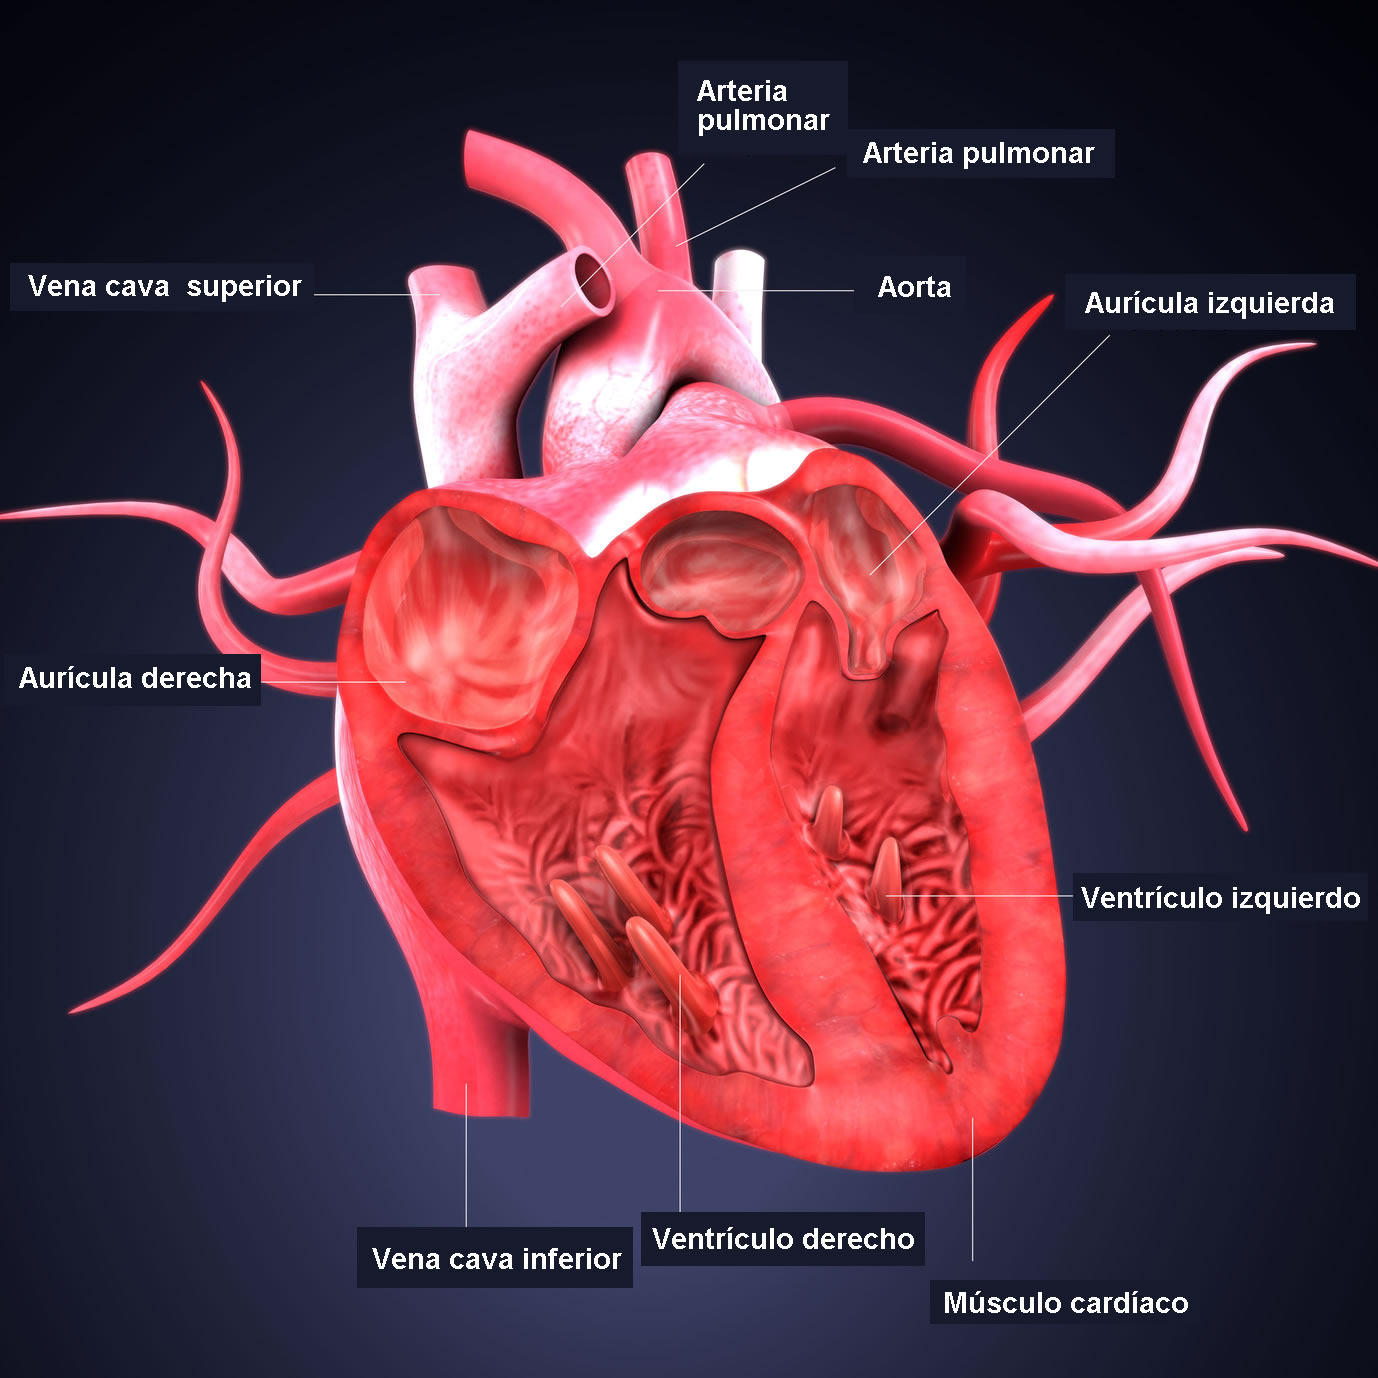 Arteria
pulmonar
Arteria pulmonar
Vena cava superior
Aorta
Aurícula izquierda
Aurícula derecha
Ventrículo izquierdo
Ventrículo derecho
Vena cava inferior
Músculo cardíaco